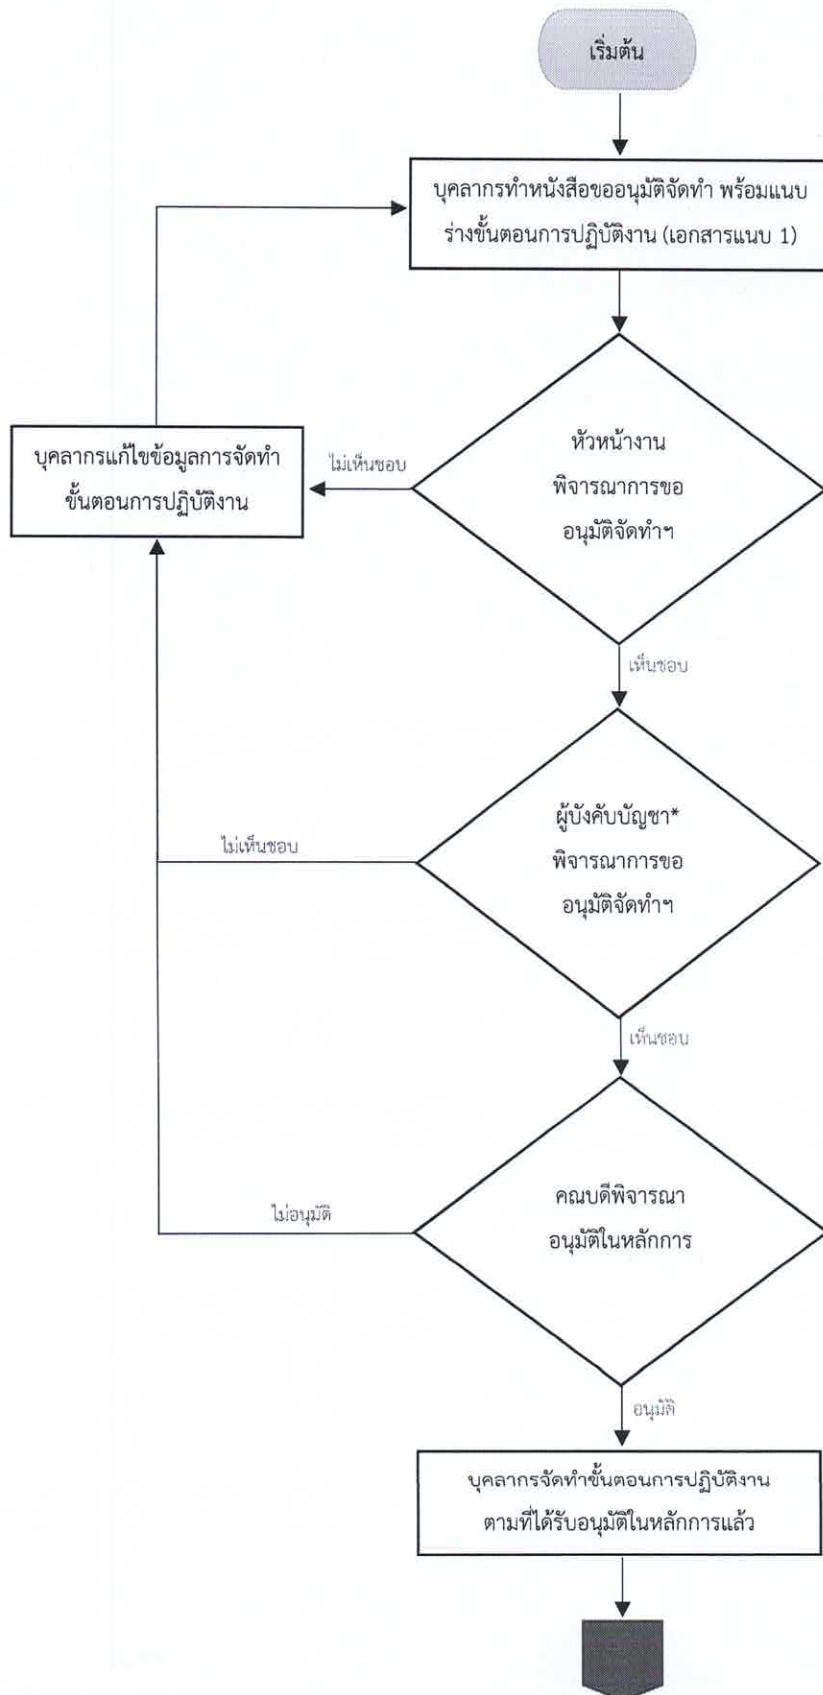 เริ่มต้น
บุคลากรทำหนังสือขออนุมัติจัดทำ พร้อมแนบ
ร่างขั้นตอนการปฏิบัติงาน (เอกสารแนบ 1)
หัวหน้างาน
พิจารณาการขอ
อนุมัติจัดทำฯ
ไม่เห็นชอบ
บุคลากรแก้ไขข้อมูลการจัดทำ
ขั้นตอนการปฏิบัติงาน
เห็นชอบ
ผู้บังคับบัญชา*
พิจารณาการขอ
อนุมัติจัดทำฯ
ไม่เห็นชอบ
เห็นชอบ
คณบดีพิจารณา
อนุมัติในหลักการ
ไม่อนุมัติ
อนุมัติ
บุคลากรจัดทำขั้นตอนการปฏิบัติงาน
ตามที่ได้รับอนุมัติในหลักการแล้ว